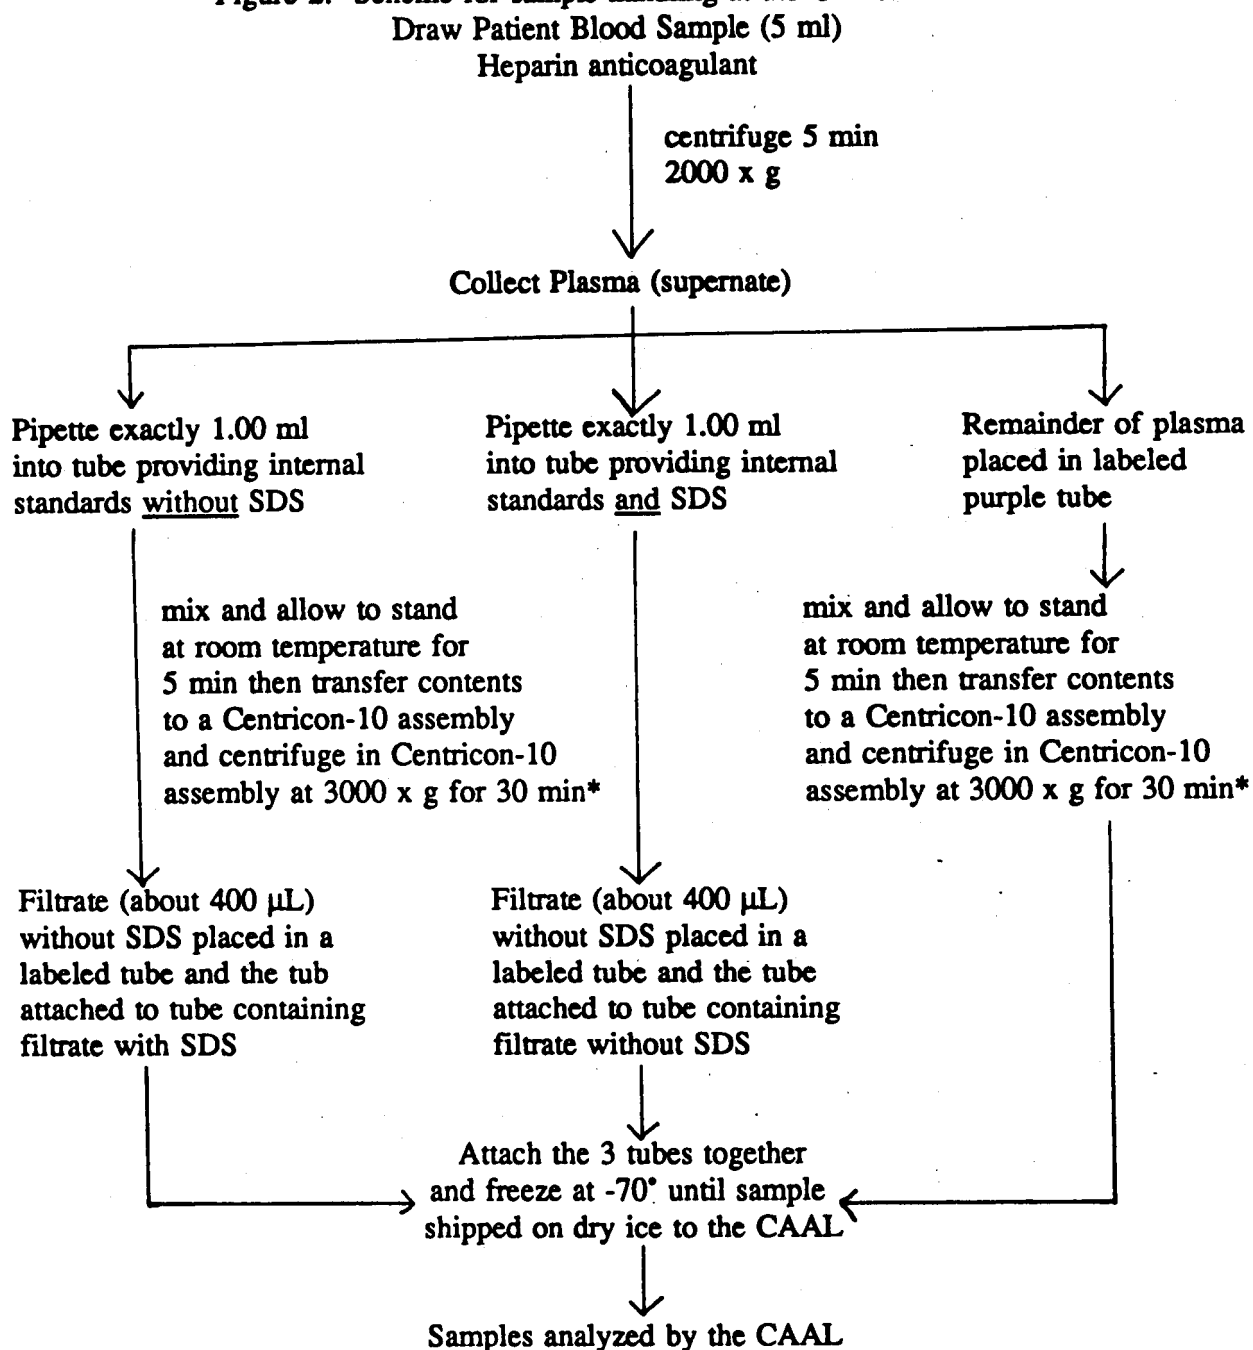 Draw Patient Blood Sample (5 ml)
Heparin anticoagulant
centrifuge 5 min
2000 x g
Collect Plasma (supernate)
Pipette exactly 1.00 ml
into tube providing internal
standards without SDS
Pipette exactly 1.00 ml
into tube providing internal
standards and SDS
Remainder of plasma
placed in labeled
purple tube
mix and allow to stand
at room temperature for
5 min then transfer contents
to a Centricon-10 assembly
and centrifuge in Centricon-10
assembly at 3000 x g for 30 min*
mix and allow to stand
at room temperature for
5 min then transfer contents
to a Centricon-10 assembly
and centrifuge in Centricon-10
assembly at 3000 x g for 30 min*
Filtrate (about 400 µL)
without SDS placed in a
labeled tube and the tub
attached to tube containing
filtrate with SDS
Filtrate (about 400 µL)
without SDS placed in a
labeled tube and the tube
attached to tube containing
filtrate without SDS
Attach the 3 tubes together
and freeze at -70° until sample
shipped on dry ice to the CAAL
Samples analyzed by the CAAL